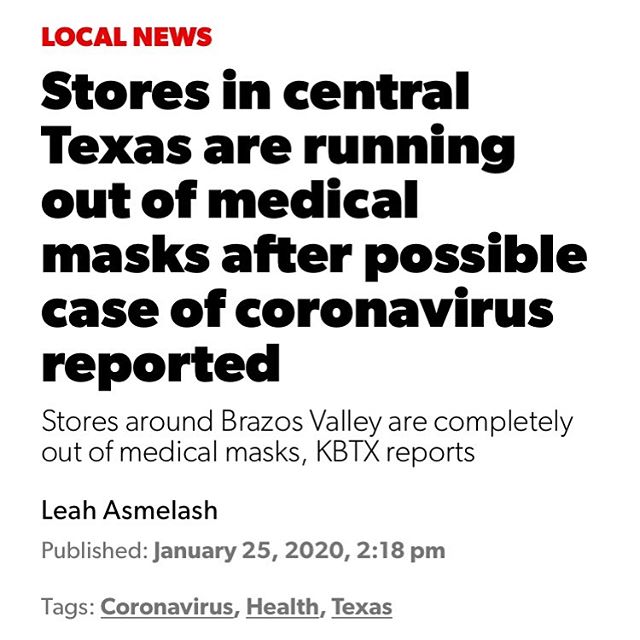 LOCAL NEWS
Stores in central
Texas are running
out of medical
masks after possible
case of coronavirus
reported
Stores around Brazos Valley are completely
out of medical masks, KBTX reports
Leah Asmelash
Published: January 25, 2020, 2:18 pm
Tags: Coronavirus, Health, Texas